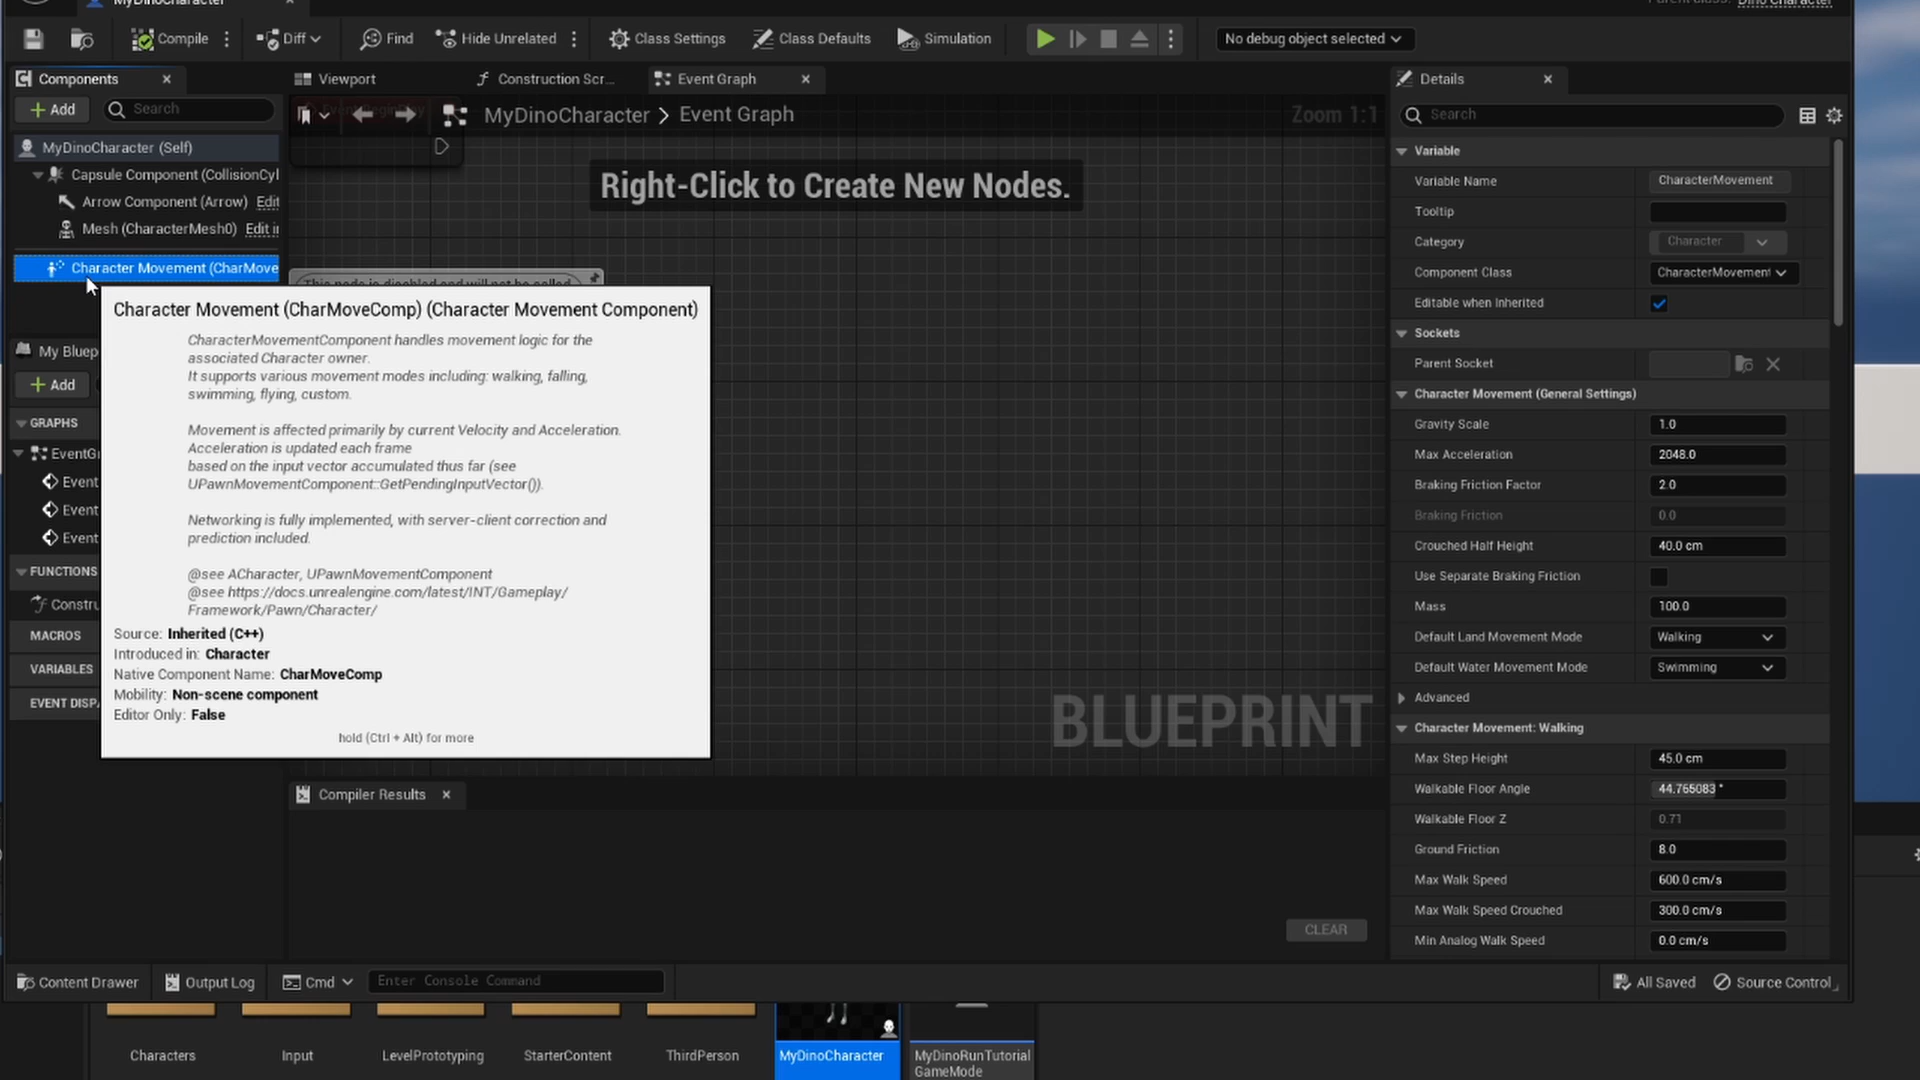 MyDinoCharacter
Parent class: Dino Character
Compile
Diff
Find
Hide Unrelated
Class Settings
Class Defaults
Simulation
No debug object selected
Components
Viewport
Construction Scr...
Event Graph
Details
Add
Search
MyDinoCharacter > Event Graph
Zoom 1:1
Search
MyDinoCharacter (Self)
Capsule Component (CollisionCyl
Arrow Component (Arrow) Edit
Mesh (CharacterMesh0) Edit i
Character Movement (CharMove
Right-Click to Create New Nodes.
This node is disabled and will not be called.
Character Movement (CharMoveComp) (Character Movement Component)
CharacterMovementComponent handles movement logic for the
associated Character owner.
It supports various movement modes including: walking, falling,
swimming, flying, custom.
Movement is affected primarily by current Velocity and Acceleration.
Acceleration is updated each frame
based on the input vector accumulated thus far (see
UPawnMovementComponent::GetPendingInputVector()).
Networking is fully implemented, with server-client correction and
prediction included.
@see ACharacter, UPawnMovementComponent
@see https://docs.unrealengine.com/latest/INT/Gameplay/
Framework/Pawn/Character/
Source: Inherited (C++)
Introduced in: Character
Native Component Name: CharMoveComp
Mobility: Non-scene component
Editor Only: False
hold (Ctrl + Alt) for more
My Bluep
Add
GRAPHS
EventG
Event
Event
Event
FUNCTIONS
Constru
MACROS
VARIABLES
EVENT DISP
BLUEPRINT
Compiler Results
CLEAR
Variable
Variable Name CharacterMovement
Tooltip
Category Character
Component Class CharacterMovement
Editable when Inherited
Sockets
Parent Socket
Character Movement (General Settings)
Gravity Scale 1.0
Max Acceleration 2048.0
Braking Friction Factor 2.0
Braking Friction 0.0
Crouched Half Height 40.0 cm
Use Separate Braking Friction
Mass 100.0
Default Land Movement Mode Walking
Default Water Movement Mode Swimming
Advanced
Character Movement: Walking
Max Step Height 45.0 cm
Walkable Floor Angle 44.765083 °
Walkable Floor Z 0.71
Ground Friction 8.0
Max Walk Speed 600.0 cm/s
Max Walk Speed Crouched 300.0 cm/s
Min Analog Walk Speed 0.0 cm/s
Content Drawer
Output Log
Cmd
Enter Console Command
All Saved
Source Control
Characters
Input
LevelPrototyping
StarterContent
ThirdPerson
MyDinoCharacter
MyDinoRunTutorial
GameMode